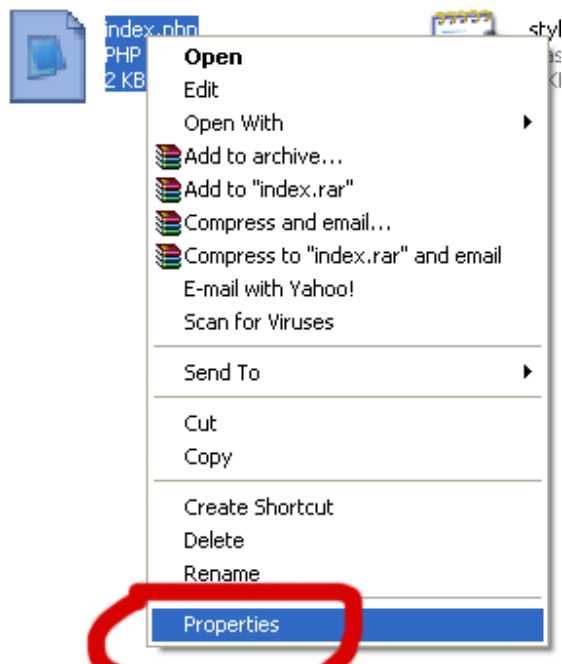 index.php
PHP
2 KB
Open
Edit
Open With
Add to archive...
Add to "index.rar"
Compress and email...
Compress to "index.rar" and email
E-mail with Yahoo!
Scan for Viruses
Send To
Cut
Copy
Create Shortcut
Delete
Rename
Properties